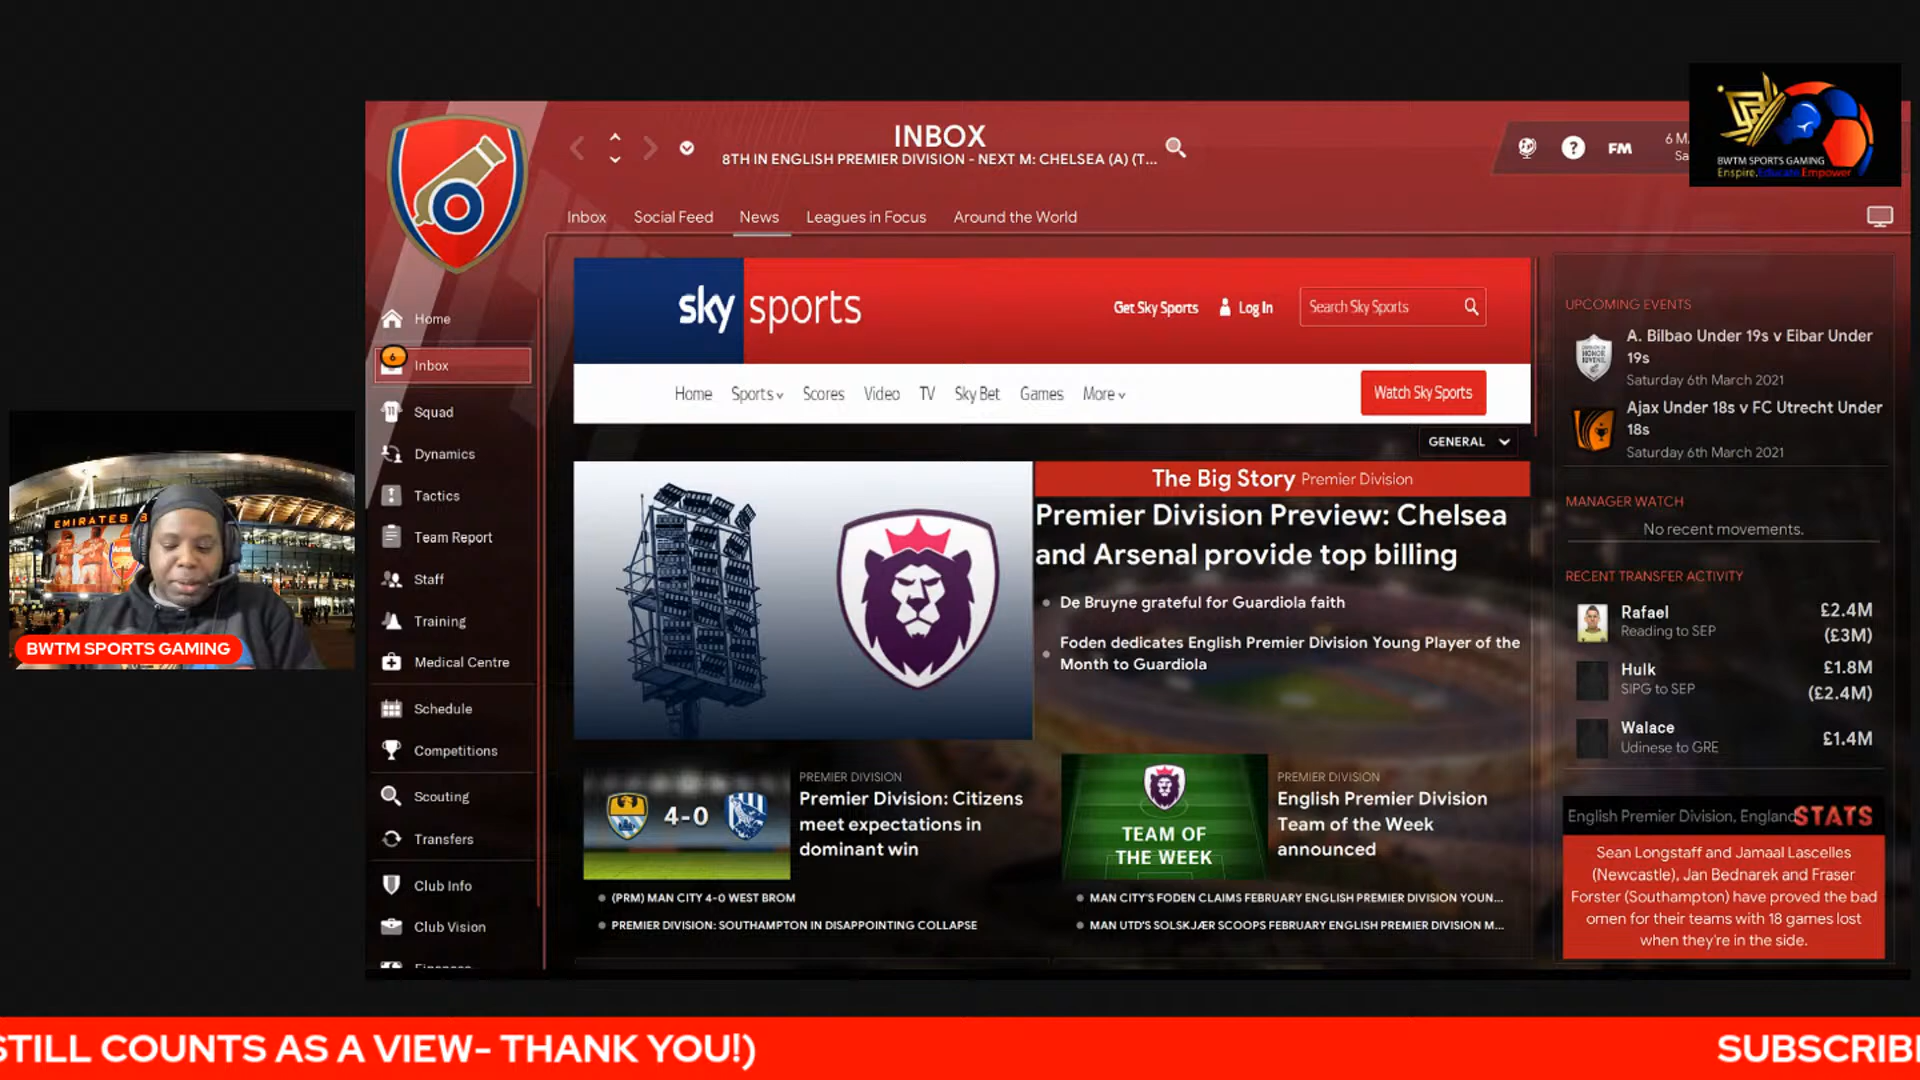 INBOX
8TH IN ENGLISH PREMIER DIVISION - NEXT M: CHELSEA (A) (T...
FM
BWTM SPORTS GAMING
Enspire.Educate.Empower
Inbox
Social Feed
News
Leagues in Focus
Around the World
Home
6
Inbox
Squad
Dynamics
Tactics
Team Report
Staff
Training
Medical Centre
Schedule
Competitions
Scouting
Transfers
Club Info
Club Vision
EMIRATES
BWTM SPORTS GAMING
sky sports
Get Sky Sports
Log In
Search Sky Sports
Home
Sports
Scores
Video
TV
Sky Bet
Games
More
Watch Sky Sports
GENERAL
The Big Story Premier Division
Premier Division Preview: Chelsea
and Arsenal provide top billing
De Bruyne grateful for Guardiola faith
Foden dedicates English Premier Division Young Player of the
Month to Guardiola
4-0
PREMIER DIVISION
Premier Division: Citizens
meet expectations in
dominant win
(PRM) MAN CITY 4-0 WEST BROM
PREMIER DIVISION: SOUTHAMPTON IN DISAPPOINTING COLLAPSE
TEAM OF
THE WEEK
PREMIER DIVISION
English Premier Division
Team of the Week
announced
MAN CITY'S FODEN CLAIMS FEBRUARY ENGLISH PREMIER DIVISION YOUN...
MAN UTD'S SOLSKJÆR SCOOPS FEBRUARY ENGLISH PREMIER DIVISION M...
UPCOMING EVENTS
A. Bilbao Under 19s v Eibar Under
19s
Saturday 6th March 2021
Ajax Under 18s v FC Utrecht Under
18s
Saturday 6th March 2021
MANAGER WATCH
No recent movements.
RECENT TRANSFER ACTIVITY
Rafael
Reading to SEP
£2.4M
(£3M)
Hulk
SIPG to SEP
£1.8M
(£2.4M)
Walace
Udinese to GRE
£1.4M
English Premier Division, England STATS
Sean Longstaff and Jamaal Lascelles
(Newcastle), Jan Bednarek and Fraser
Forster (Southampton) have proved the bad
omen for their teams with 18 games lost
when they're in the side.
STILL COUNTS AS A VIEW- THANK YOU!)